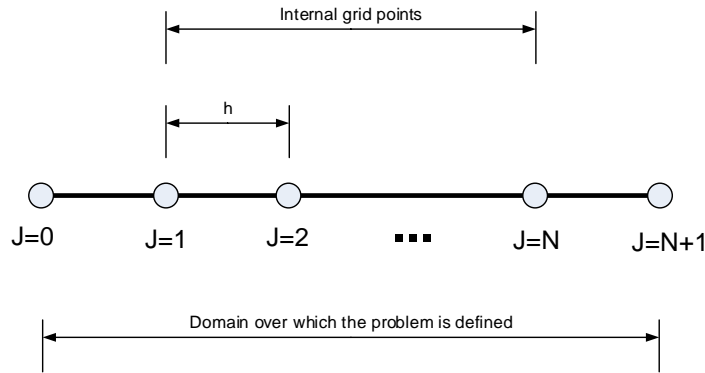 Internal grid points
h
J=0 J=1 J=2 ... J=N J=N+1
Domain over which the problem is defined